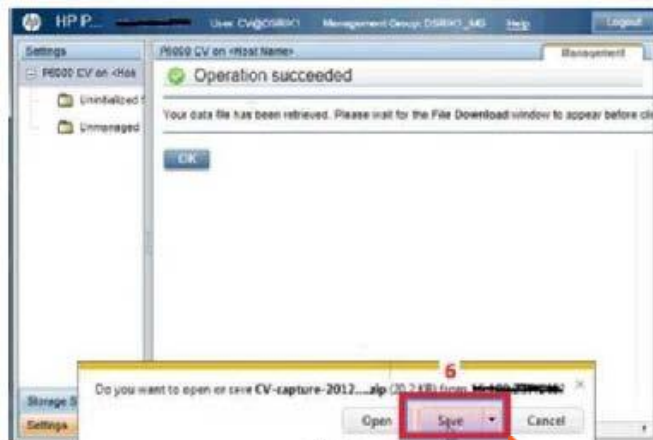 HP P...
User: CV@DSRIX1 Management Group: DSRIX1_MG Help Logout
Settings
P6000 CV on <Host Name>
Management
P6000 CV on <Hos
Operation succeeded
Uninitialized
Your data file has been retrieved. Please wait for the File Download window to appear before
Unmanaged
OK
6
Do you want to open or save CV-capture-2012....zip (20.2 KB) from
Storage S
Open Save Cancel
Settings